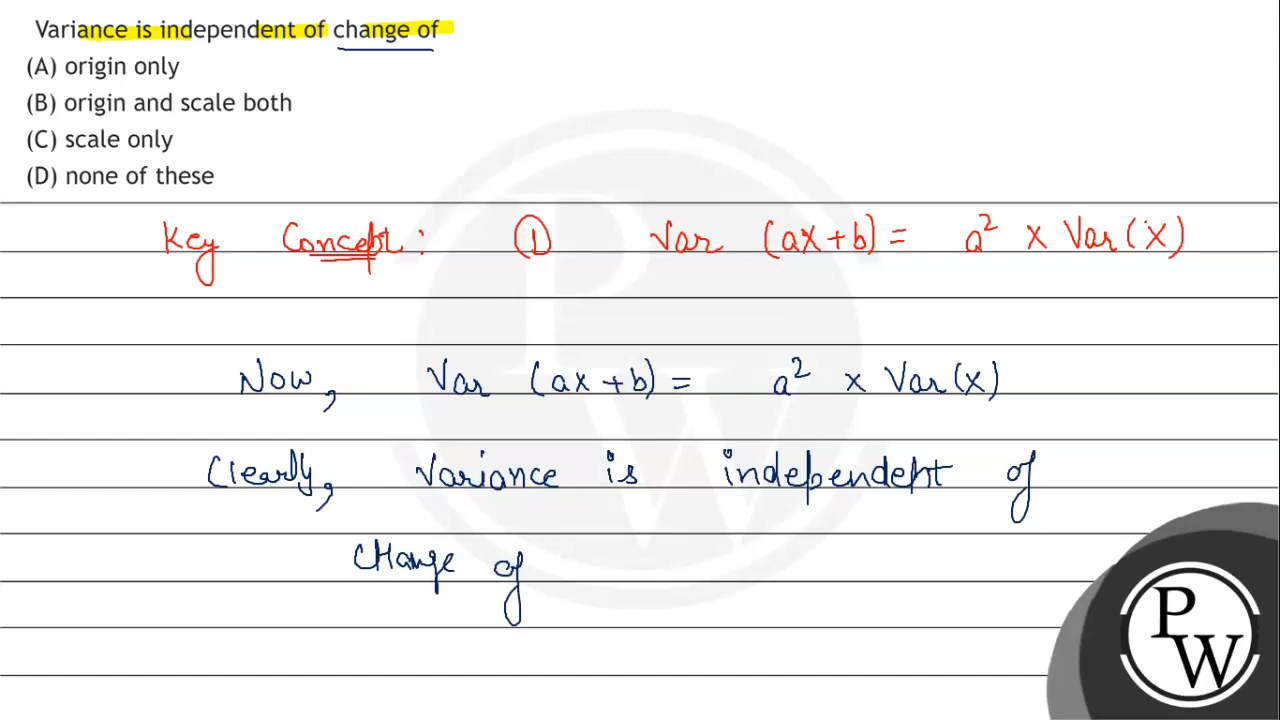 Variance is independent of change of
(A) origin only
(B) origin and scale both
(C) scale only
(D) none of these
Key Concept: ① Var (ax+b) = a² x Var(x)
Now, Var (ax+b) = a² x Var(x)
Clearly, Variance is independent of
Change of
PW